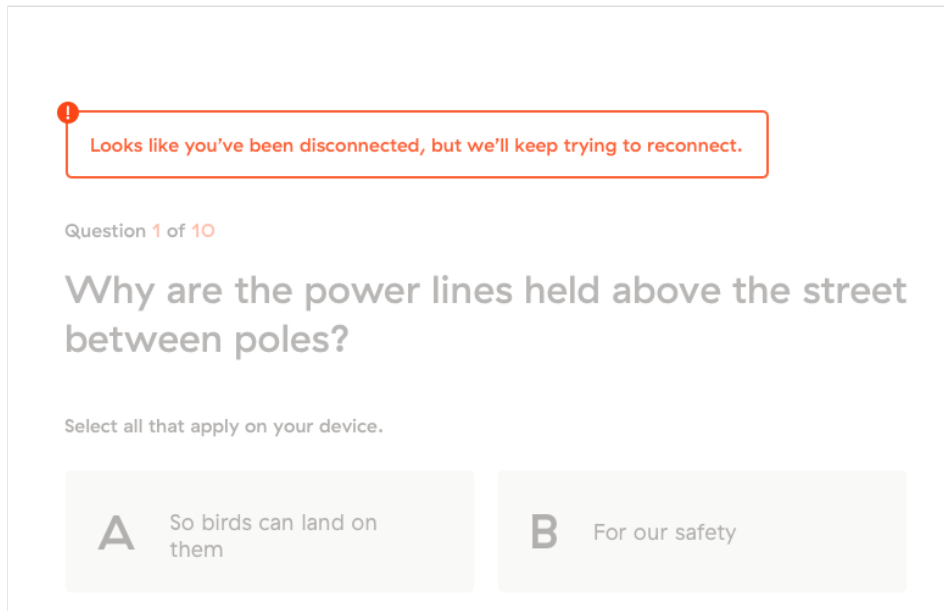 !
Looks like you’ve been disconnected, but we’ll keep trying to reconnect.
Question 1 of 10
Why are the power lines held above the street
between poles?
Select all that apply on your device.
A
So birds can land on
them
B
For our safety